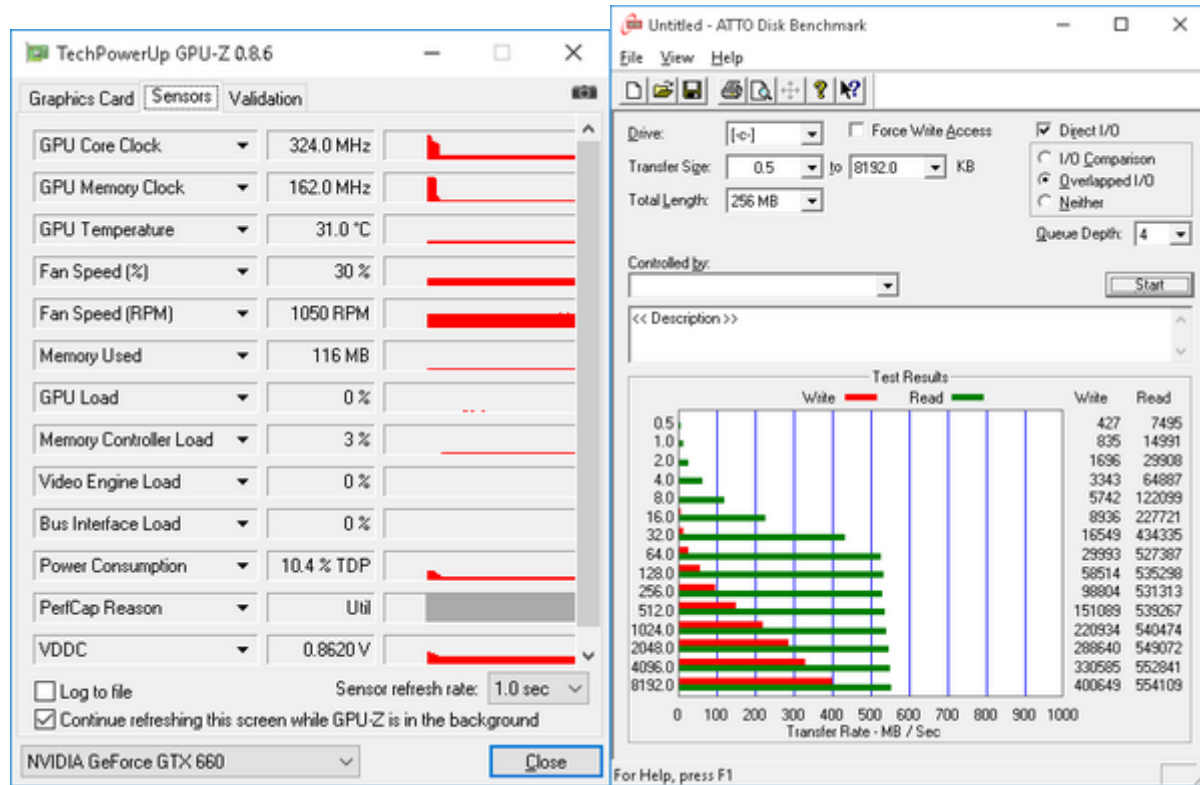 TechPowerUp GPU-Z 0.8.6
Graphics Card Sensors Validation
GPU Core Clock 324.0 MHz
GPU Memory Clock 162.0 MHz
GPU Temperature 31.0 °C
Fan Speed (%) 30 %
Fan Speed (RPM) 1050 RPM
Memory Used 116 MB
GPU Load 0 %
Memory Controller Load 3 %
Video Engine Load 0 %
Bus Interface Load 0 %
Power Consumption 10.4 % TDP
PerfCap Reason Util
VDDC 0.8620 V
Log to file
Sensor refresh rate: 1.0 sec
Continue refreshing this screen while GPU-Z is in the background
NVIDIA GeForce GTX 660
Close
Untitled - ATTO Disk Benchmark
File View Help
Drive: [-c-] Force Write Access Direct I/O
Transfer Size: 0.5 to 8192.0 KB
I/O Comparison
Overlapped I/O
Neither
Total Length: 256 MB
Queue Depth: 4
Controlled by:
Start
<< Description >>
Test Results
Write Read Write Read
0.5 427 7495
1.0 835 14991
2.0 1696 29908
4.0 3343 64887
8.0 5742 122099
16.0 8936 227721
32.0 16549 434335
64.0 29993 527387
128.0 58514 535298
256.0 98804 531313
512.0 151089 539267
1024.0 220934 540474
2048.0 288640 549072
4096.0 330585 552841
8192.0 400649 554109
0 100 200 300 400 500 600 700 800 900 1000
Transfer Rate - MB / Sec
For Help, press F1